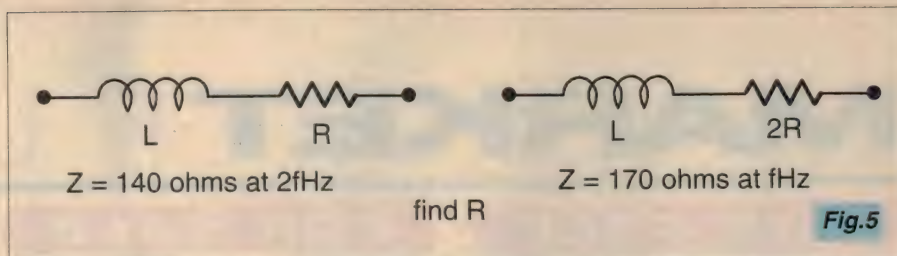 L R L 2R
Z = 140 ohms at 2fHz Z = 170 ohms at fHz
find R
Fig.5